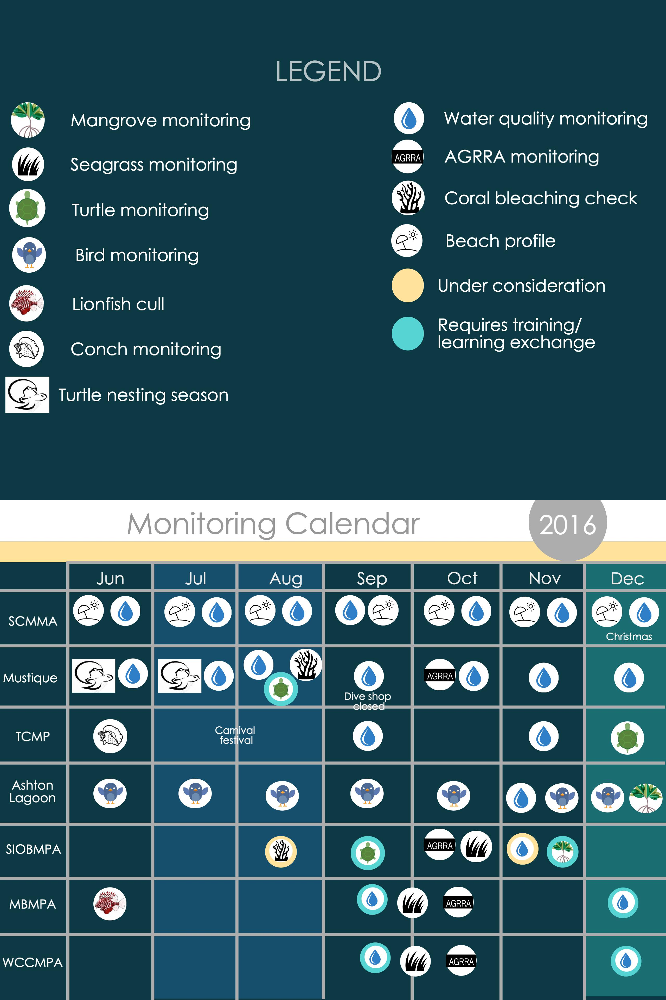 LEGEND
Mangrove monitoring
Seagrass monitoring
Turtle monitoring
Bird monitoring
Lionfish cull
Conch monitoring
Turtle nesting season
Water quality monitoring
AGRRA
AGRRA monitoring
Coral bleaching check
Beach profile
Under consideration
Requires training/
learning exchange
Monitoring Calendar
2016
Jun Jul Aug Sep Oct Nov Dec
SCMMA
Christmas
Mustique
AGRRA
Dive shop
closed
TCMP
Carnival
festival
Ashton
Lagoon
SIOBMPA
AGRRA
MBMPA
AGRRA
WCCMPA
AGRRA